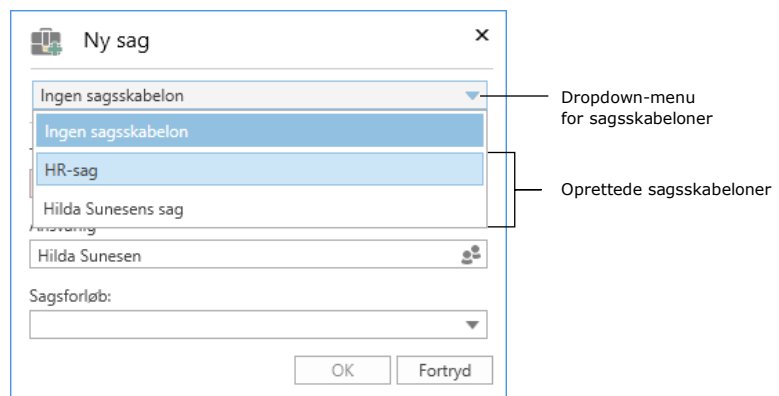 Ny sag
Ingen sagsskabelon
Dropdown-menu
for sagsskabeloner
Ingen sagsskabelon
HR-sag
Oprettede sagsskabeloner
Hilda Sunesens sag
Ansvarlig
Hilda Sunesen
Sagsforløb:
OK
Fortryd